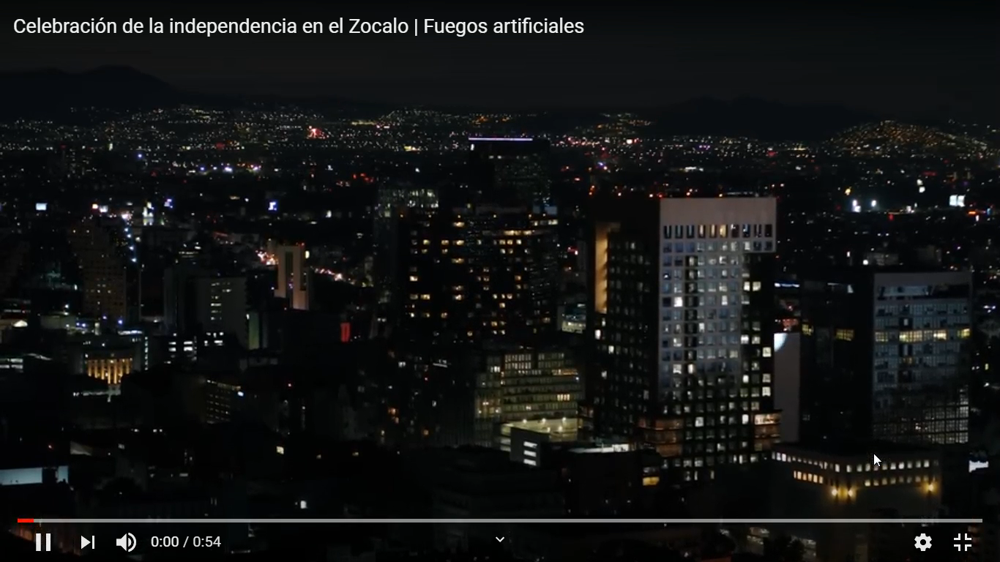 Celebración de la independencia en el Zocalo | Fuegos artificiales
0:00 / 0:54